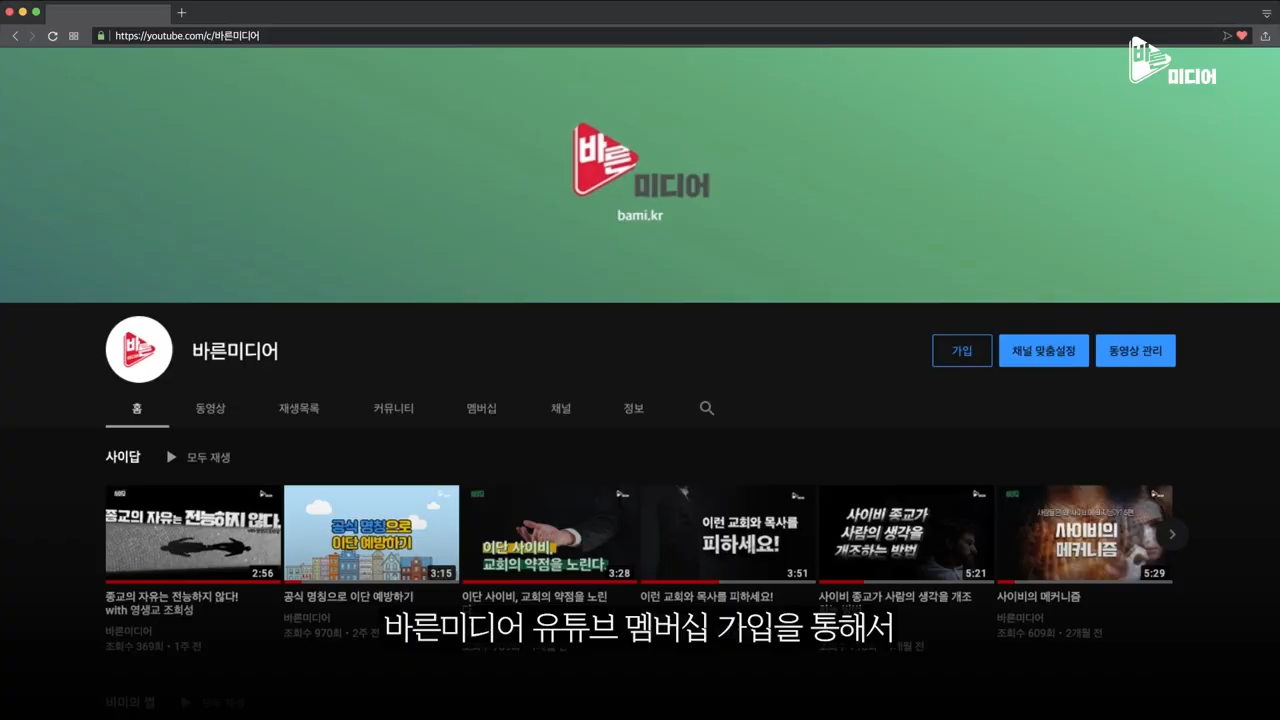 https://youtube.com/c/바른미디어
바른
미디어
바른
미디어
bami.kr
바른
바른미디어
가입
채널 맞춤설정
동영상 관리
홈
동영상
재생목록
커뮤니티
멤버십
채널
정보
사이답
모두 재생
종교의 자유는 전능하지 않다.
2:56
공식 명칭으로
이단 예방하기
3:15
이단 사이비,
교회의 약점을 노린다.
3:28
이런 교회와 목사를
피하세요!
3:51
사이비 종교가
사람의 생각을
개조하는 방법
5:21
사이비의
메커니즘
5:29
종교의 자유는 전능하지 않다!
with 영생교 조희성
바른미디어
조회수 369회 • 1주 전
공식 명칭으로 이단 예방하기
바른미디어
조회수 970회 • 2주 전
이단 사이비, 교회의 약점을 노린
이런 교회와 목사를 피하세요!
사이비 종교가 사람의 생각을 개조
사이비의 메커니즘
바른미디어
조회수 609회 • 2개월 전
바른미디어 유튜브 멤버십 가입을 통해서
바미의 썰
모두 재생